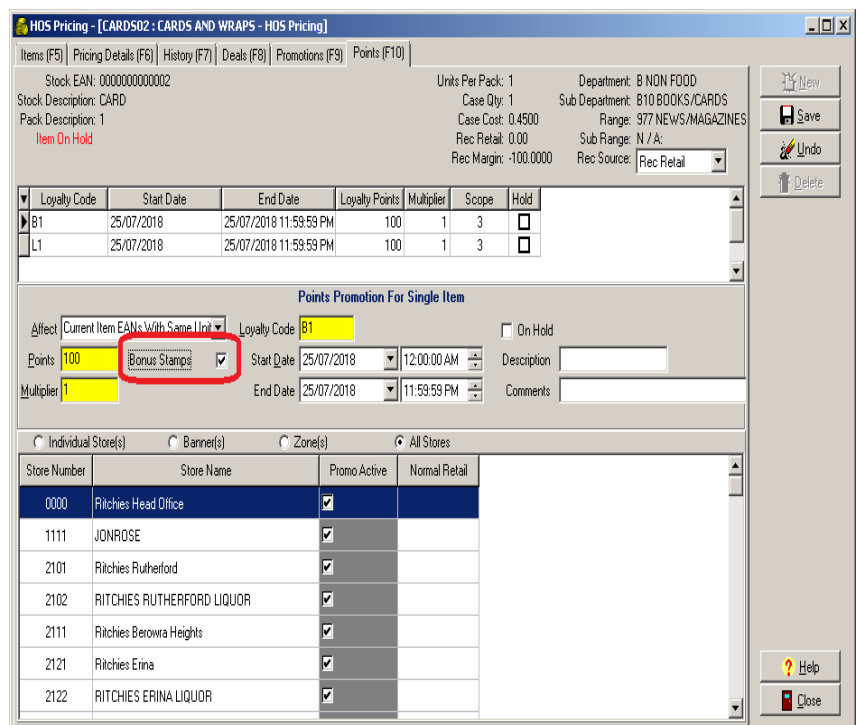 HOS Pricing - [CARDS02 : CARDS AND WRAPS - HOS Pricing]
Items (F5) Pricing Details (F6) History (F7) Deals (F8) Promotions (F9) Points (F10)
Stock EAN: 0000000000002 Units Per Pack: 1 Department: B NON FOOD New
Stock Description: CARD Case Qty: 1 Sub Department: B10 BOOKS/CARDS
Pack Description: 1 Case Cost: 0.4500 Range: 977 NEWS/MAGAZINES Save
Item On Hold Rec Retail: 0.00 Sub Range: N / A:
Rec Margin: -100.0000 Rec Source: Rec Retail Undo
Delete
Loyalty Code Start Date End Date Loyalty Points Multiplier Scope Hold
B1 25/07/2018 25/07/2018 11:59:59 PM 100 1 3
L1 25/07/2018 25/07/2018 11:59:59 PM 100 1 3
Points Promotion For Single Item
Affect Current Item EANs With Same Unit Loyalty Code B1 On Hold
Points 100 Bonus Stamps Start Date 25/07/2018 12:00:00 AM Description
Multiplier 1 End Date 25/07/2018 11:59:59 PM Comments
Individual Store(s) Banner(s) Zone(s) All Stores
Store Number Store Name Promo Active Normal Retail
0000 Ritchies Head Office
1111 JONROSE
2101 Ritchies Rutherford
2102 RITCHIES RUTHERFORD LIQUOR
2111 Ritchies Berowra Heights
2121 Ritchies Erina Help
2122 RITCHIES ERINA LIQUOR Close